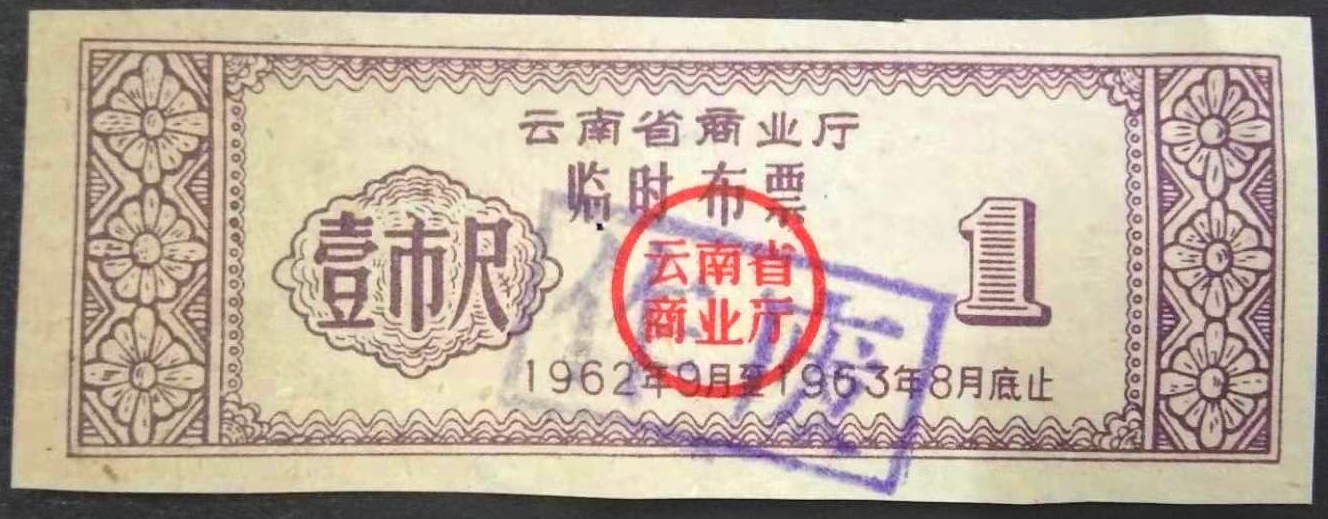 云南省商业厅
临时布票
壹市尺
1
云南省
商业厅
1962年9月至1963年8月底止